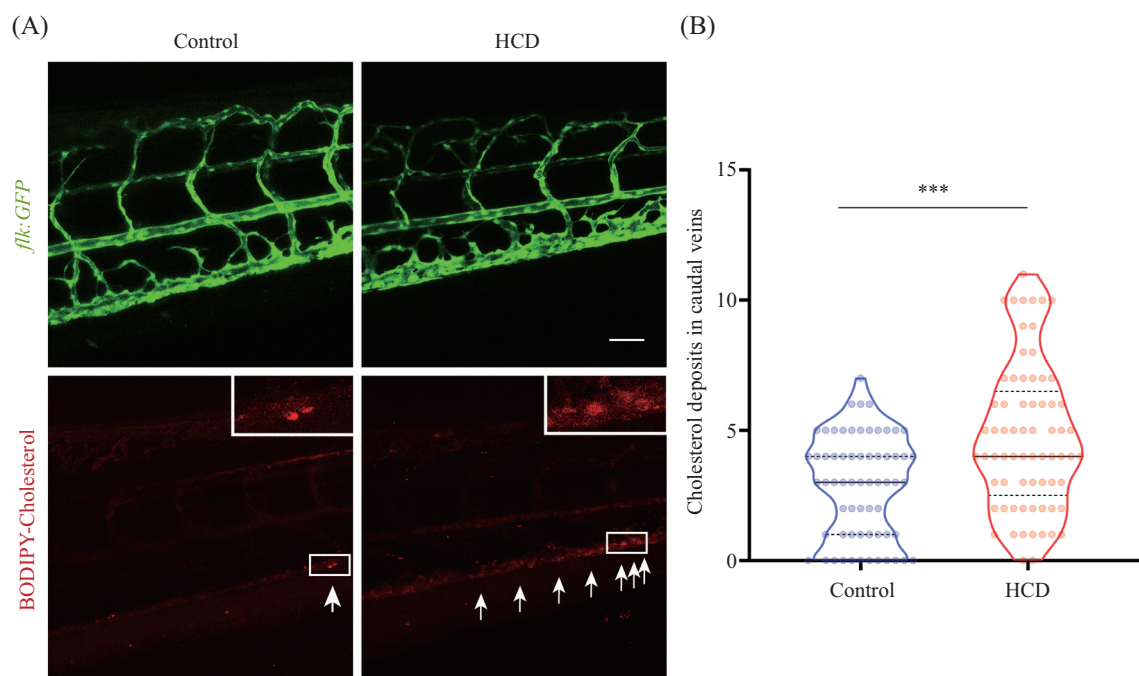 (A)
Control
HCD
flk:GFP
BODIPY-Cholesterol
(B)
Cholesterol deposits in caudal veins
15
10
5
0
***
Control
HCD